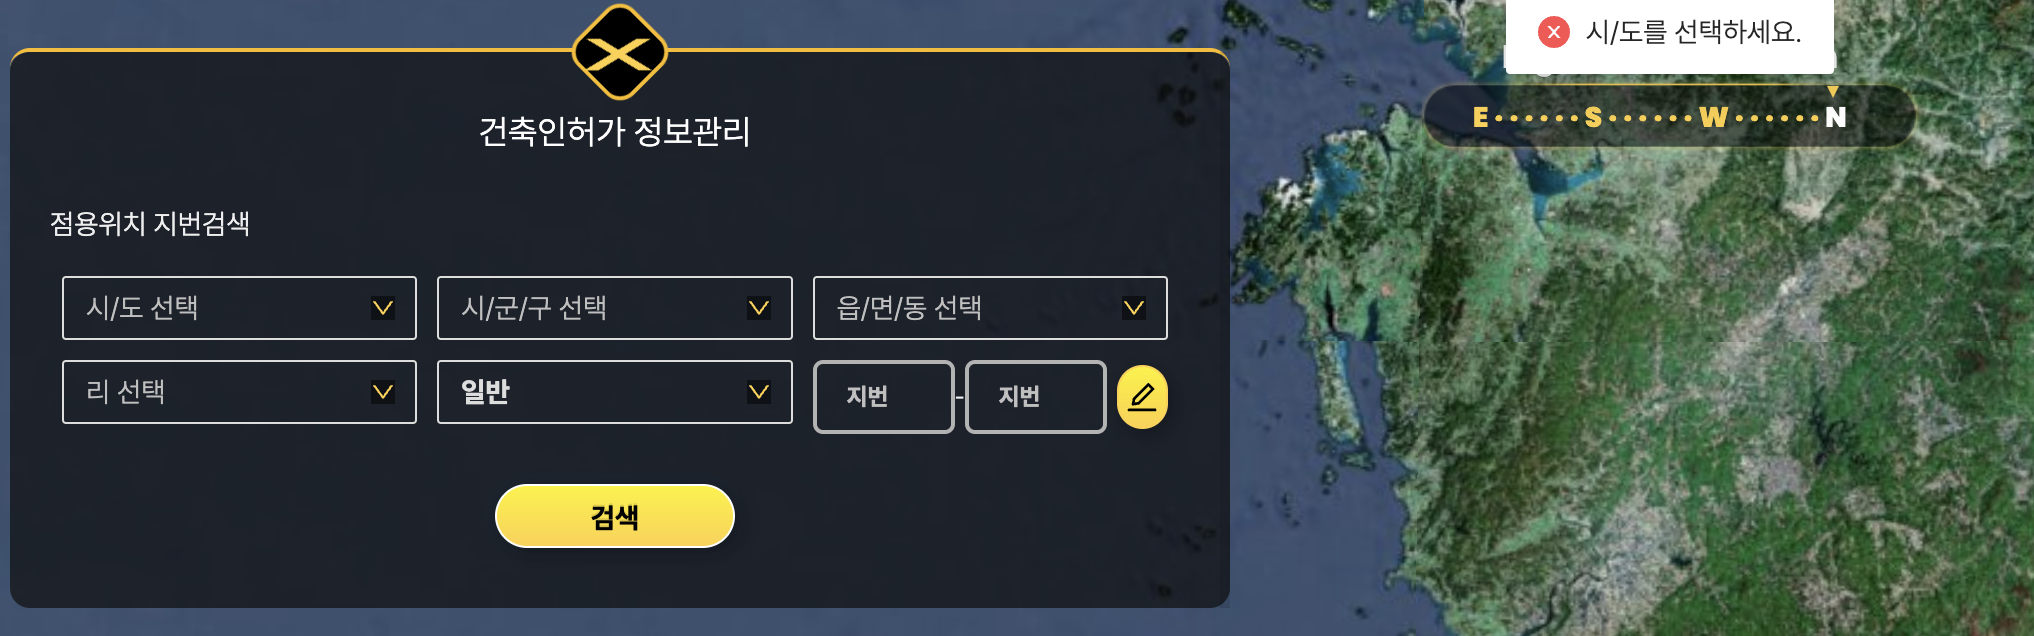 시/도를 선택하세요.
E S W N
건축인허가 정보관리
점용위치 지번검색
시/도 선택
시/군/구 선택
읍/면/동 선택
리 선택
일반
지번 - 지번
검색